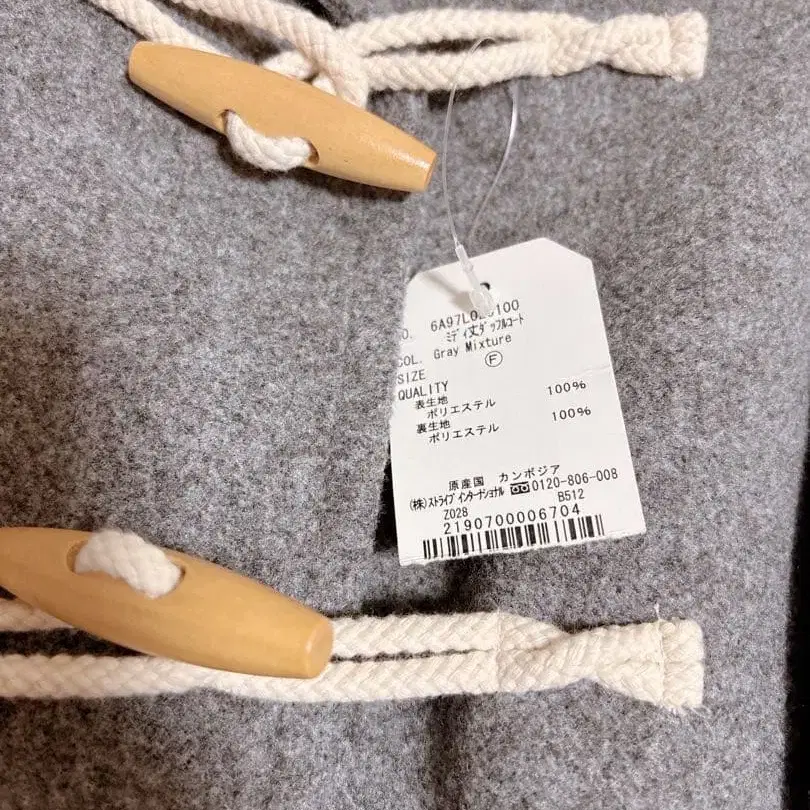 NO. 6A97L0 0100
ミディ丈ダッフルコート
COL. Gray Mixture
SIZE Ⓕ
QUALITY
表生地 100%
ポリエステル
裏生地 100%
ポリエステル
原産国 カンボジア
(株)ストライプインターナショナル 0120-806-008
Z028 B512
2190700006704